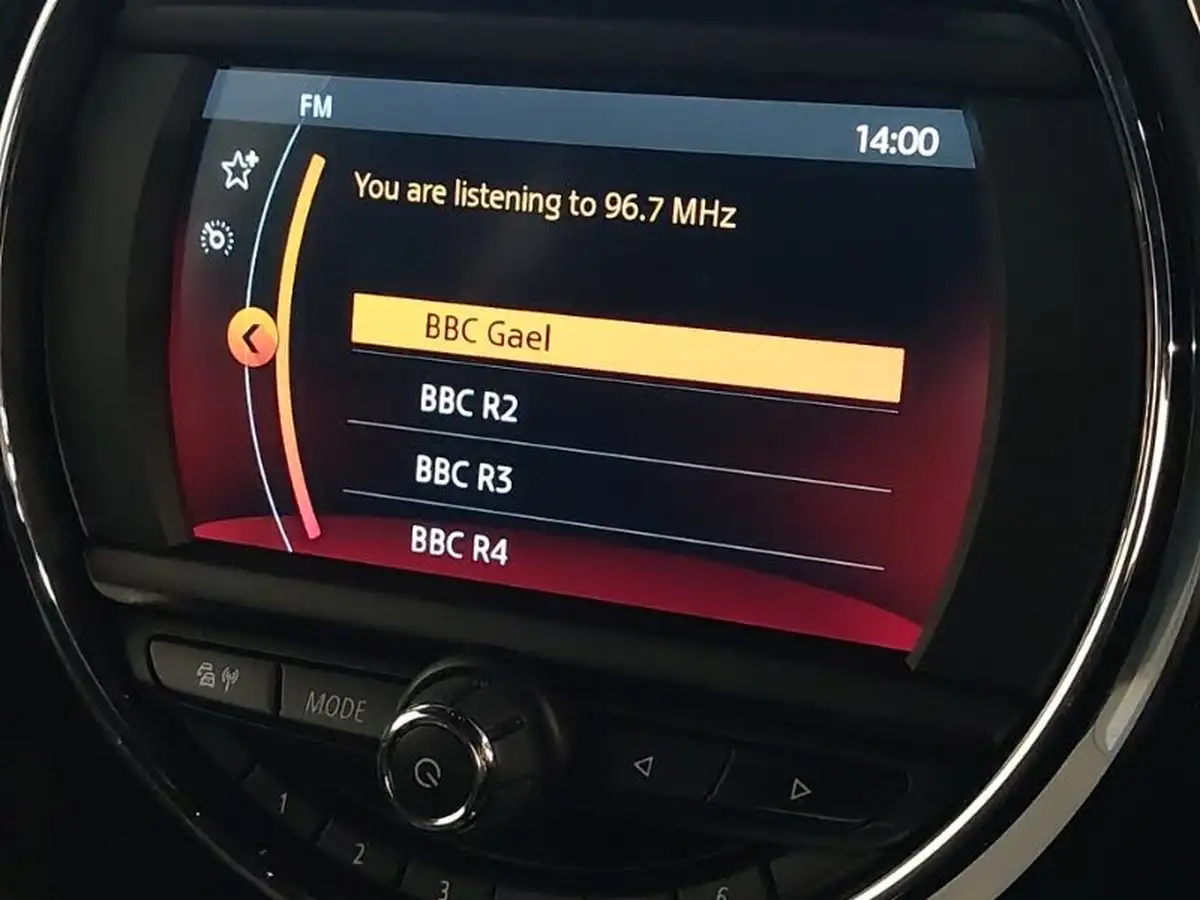 FM
14:00
You are listening to 96.7 MHz
BBC Gael
BBC R2
BBC R3
BBC R4
MODE
1
2
3
6